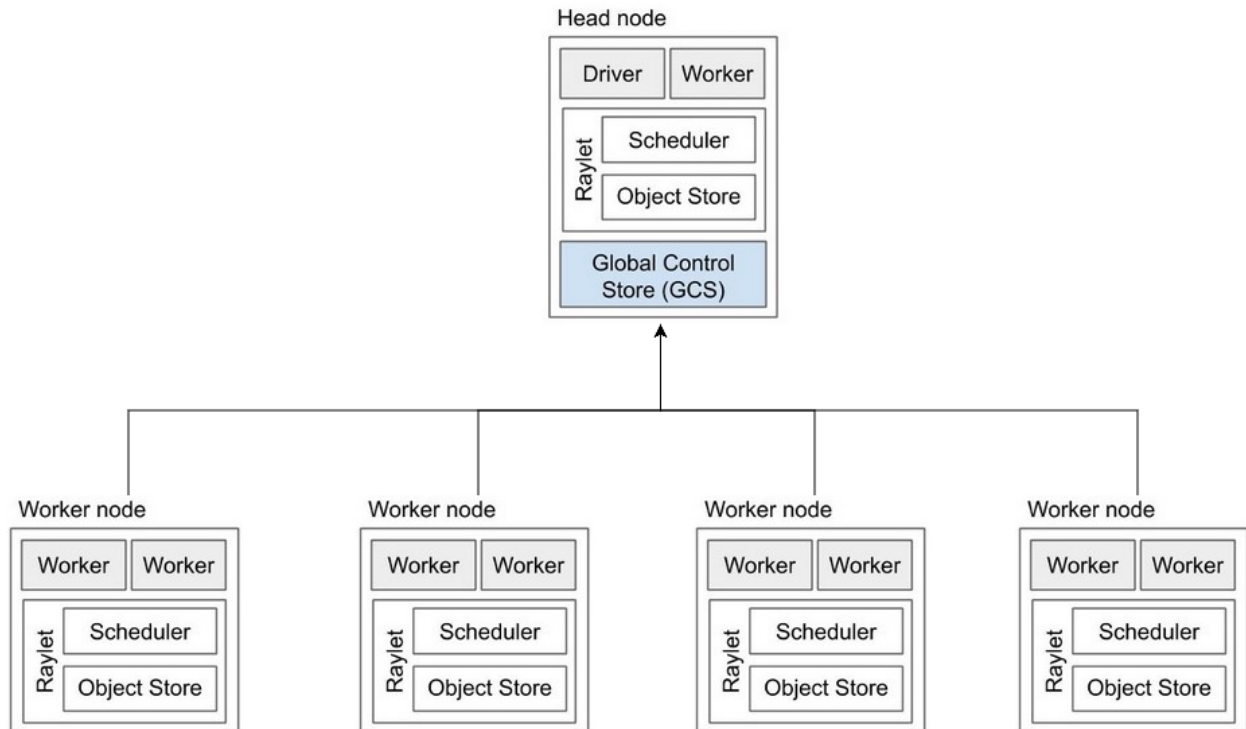 Head node
Driver Worker
Raylet
Scheduler
Object Store
Global Control
Store (GCS)
Worker node
Worker Worker
Raylet
Scheduler
Object Store
Worker node
Worker Worker
Raylet
Scheduler
Object Store
Worker node
Worker Worker
Raylet
Scheduler
Object Store
Worker node
Worker Worker
Raylet
Scheduler
Object Store